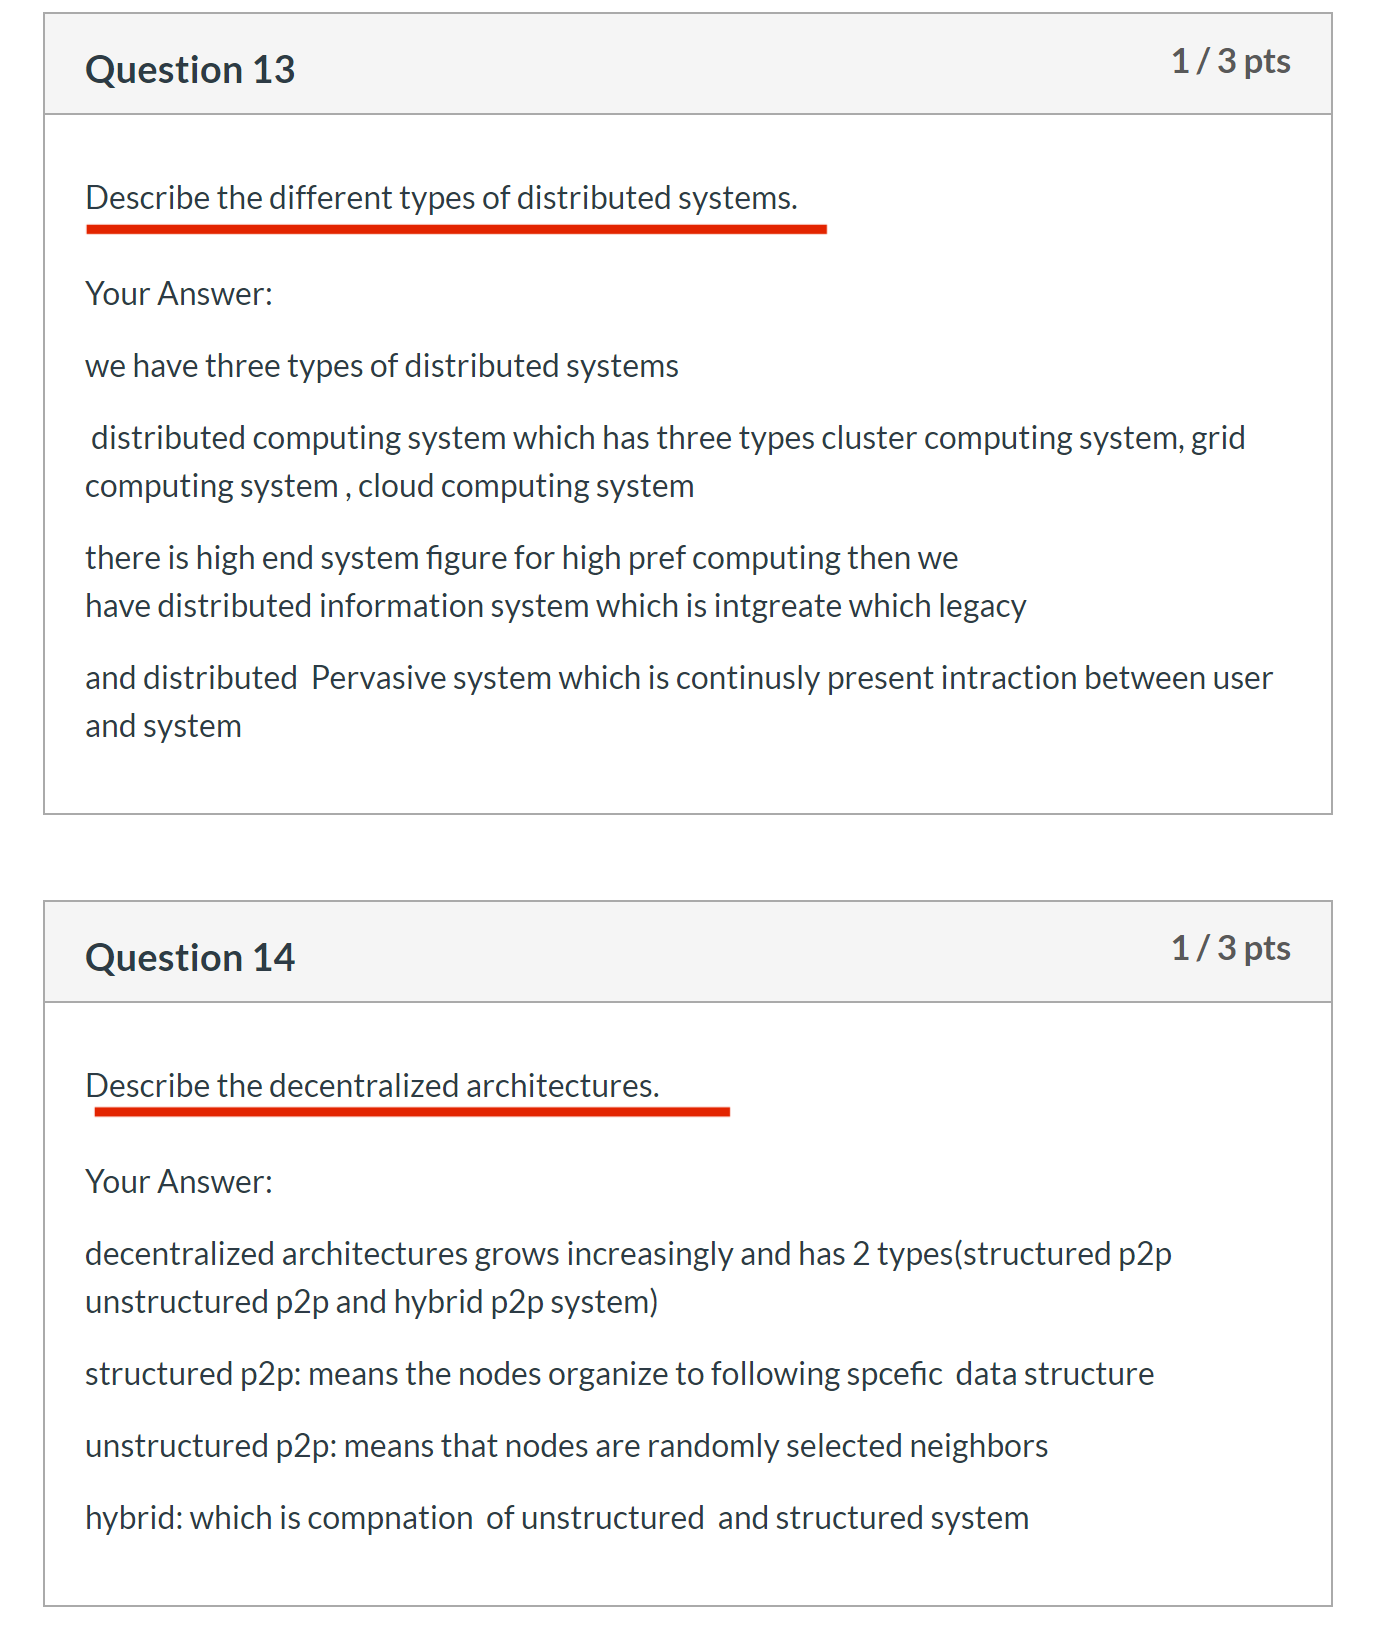 Question 13
1 / 3 pts
Describe the different types of distributed systems.
Your Answer:
we have three types of distributed systems
distributed computing system which has three types cluster computing system, grid
computing system , cloud computing system
there is high end system figure for high pref computing then we
have distributed information system which is intgreate which legacy
and distributed  Pervasive system which is continusly present intraction between user
and system
Question 14
1 / 3 pts
Describe the decentralized architectures.
Your Answer:
decentralized architectures grows increasingly and has 2 types(structured p2p
unstructured p2p and hybrid p2p system)
structured p2p: means the nodes organize to following spcefic  data structure
unstructured p2p: means that nodes are randomly selected neighbors
hybrid: which is compnation  of unstructured  and structured system